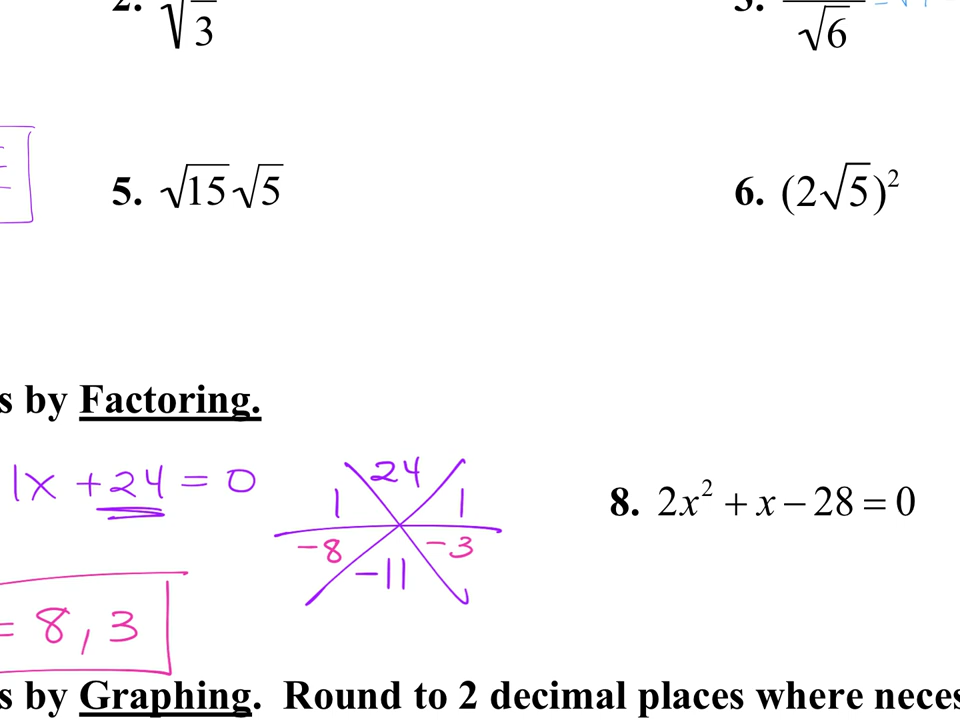 2. √3
3. √6 = √
5. √15√5
6. (2√5)²
s by Factoring.
1x + 24 = 0
24
1 1
-8 -3
-11
8. 2x² + x − 28 = 0
= 8, 3
s by Graphing. Round to 2 decimal places where neces